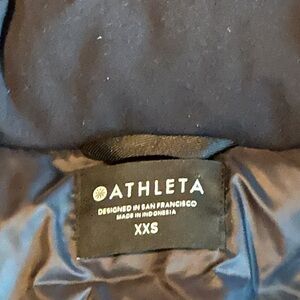 ATHLETA
DESIGNED IN SAN FRANCISCO
MADE IN INDONESIA
XXS